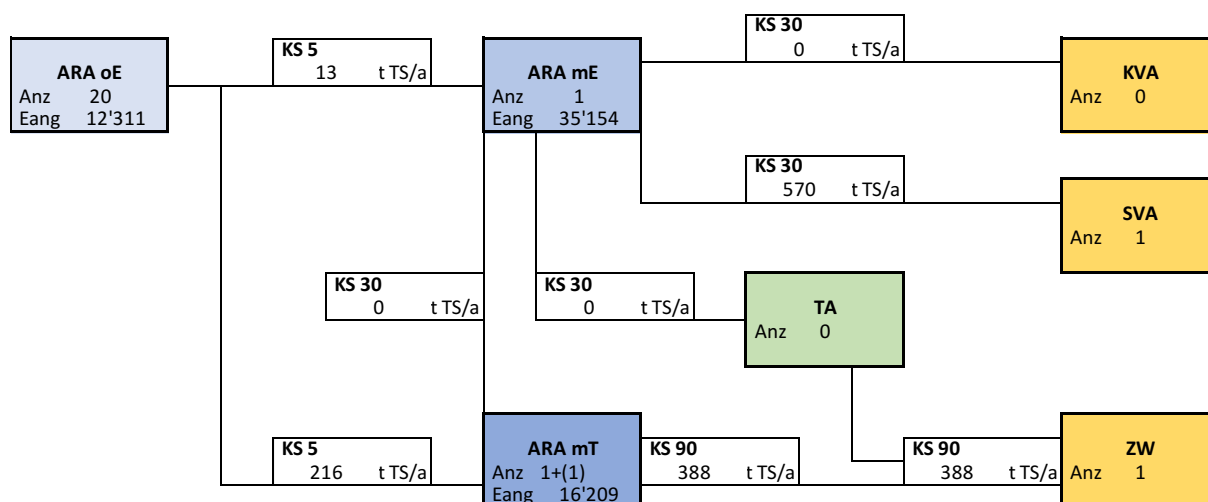 KS 30
0 t TS/a
KS 5
13 t TS/a
ARA oE
Anz 20
Eang 12'311
ARA mE
Anz 1
Eang 35'154
KVA
Anz 0
KS 30
570 t TS/a
SVA
Anz 1
KS 30
0 t TS/a
KS 30
0 t TS/a
TA
Anz 0
KS 5
216 t TS/a
ARA mT
Anz 1+(1)
Eang 16'209
KS 90
388 t TS/a
KS 90
388 t TS/a
ZW
Anz 1